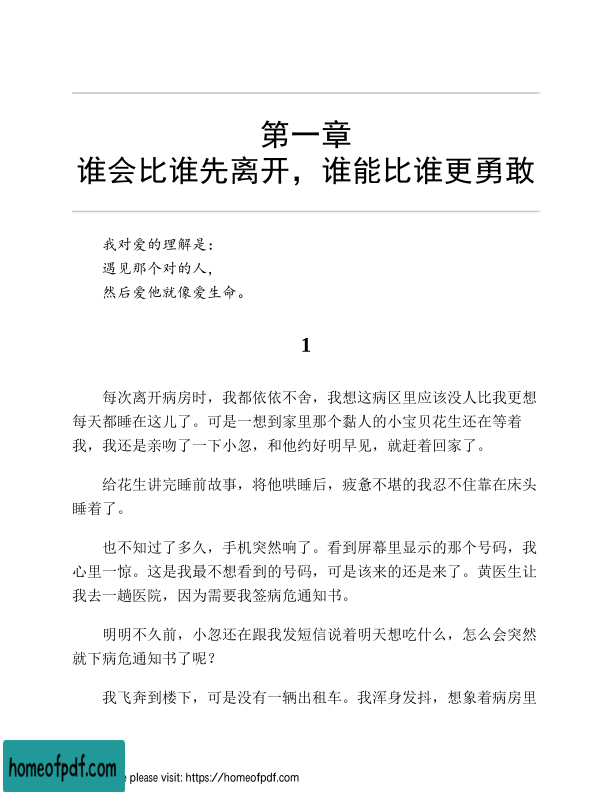 第一章
谁会比谁先离开，谁能比谁更勇敢
我对爱的理解是：
遇见那个对的人，
然后爱他就像爱生命。
1
每次离开病房时，我都依依不舍，我想这病区里应该没人比我更想
每天都睡在这儿了。可是一想到家里那个黏人的小宝贝花生还在等着
我，我还是亲吻了一下小忽，和他约好明早见，就赶着回家了。
给花生讲完睡前故事，将他哄睡后，疲惫不堪的我忍不住靠在床头
睡着了。
也不知过了多久，手机突然响了。看到屏幕里显示的那个号码，我
心里一惊。这是我最不想看到的号码，可是该来的还是来了。黄医生让
我去一趟医院，因为需要我签病危通知书。
明明不久前，小忽还在跟我发短信说着明天想吃什么，怎么会突然
就下病危通知书了呢？
我飞奔到楼下，可是没有一辆出租车。我浑身发抖，想象着病房里
homeofpdf.com
e please visit: https://homeofpdf.com